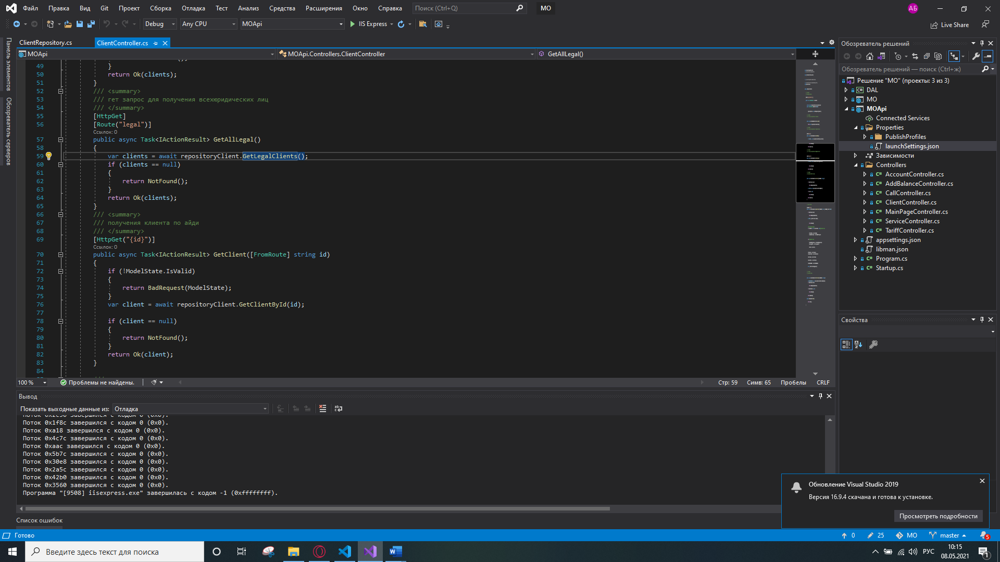 Файл Правка Вид Git Проект Сборка Отладка Тест Анализ Средства Расширения Окно Справка Поиск (Ctrl+Q) MO АБ
Debug Any CPU MOApi IIS Express Live Share
Панель элементов
Обозреватель серверов
ClientRepository.cs ClientController.cs
MOApi MOApi.Controllers.ClientController GetAllLegal()
49 }
50 return Ok(clients);
51 }
52 /// <summary>
53 /// гет запрос для получения всехюридических лиц
54 /// </summary>
55 [HttpGet]
56 [Route("legal")]
Ссылок: 0
57 public async Task<IActionResult> GetAllLegal()
58 {
59 var clients = await repositoryClient.GetLegalClients();
60 if (clients == null)
61 {
62 return NotFound();
63 }
64 return Ok(clients);
65 }
66 /// <summary>
67 /// получения клиента по айди
68 /// </summary>
69 [HttpGet("{id}")]
Ссылок: 0
70 public async Task<IActionResult> GetClient([FromRoute] string id)
71 {
72 if (!ModelState.IsValid)
73 {
74 return BadRequest(ModelState);
75 }
76 var client = await repositoryClient.GetClientById(id);
77
78 if (client == null)
79 {
80 return NotFound();
81 }
82 return Ok(client);
83 }
84
100 % Проблемы не найдены. Стр: 59 Симв: 65 Пробелы CRLF
Вывод
Показать выходные данные из: Отладка
Поток 0x2c50 завершился с кодом 0 (0x0).
Поток 0x1f8c завершился с кодом 0 (0x0).
Поток 0xa18 завершился с кодом 0 (0x0).
Поток 0x4c7c завершился с кодом 0 (0x0).
Поток 0xaac завершился с кодом 0 (0x0).
Поток 0x5b7c завершился с кодом 0 (0x0).
Поток 0x30e8 завершился с кодом 0 (0x0).
Поток 0x2a5c завершился с кодом 0 (0x0).
Поток 0x42b0 завершился с кодом 0 (0x0).
Поток 0x3560 завершился с кодом 0 (0x0).
Программа "[9508] iisexpress.exe" завершилась с кодом -1 (0xffffffff).
Список ошибок
Обозреватель решений
Обозреватель решений — поиск (Ctrl+ж)
Решение "MO" (проекты: 3 из 3)
DAL
MO
MOApi
Connected Services
Properties
PublishProfiles
launchSettings.json
Зависимости
Controllers
AccountController.cs
AddBalanceController.cs
CallController.cs
ClientController.cs
MainPageController.cs
ServiceController.cs
TariffController.cs
appsettings.json
libman.json
Program.cs
Startup.cs
Свойства
Обновление Visual Studio 2019
Версия 16.9.4 скачана и готова к установке.
Просмотреть подробности
Готово 0 25 MO master 5
Введите здесь текст для поиска РУС 10:15
08.05.2021 1